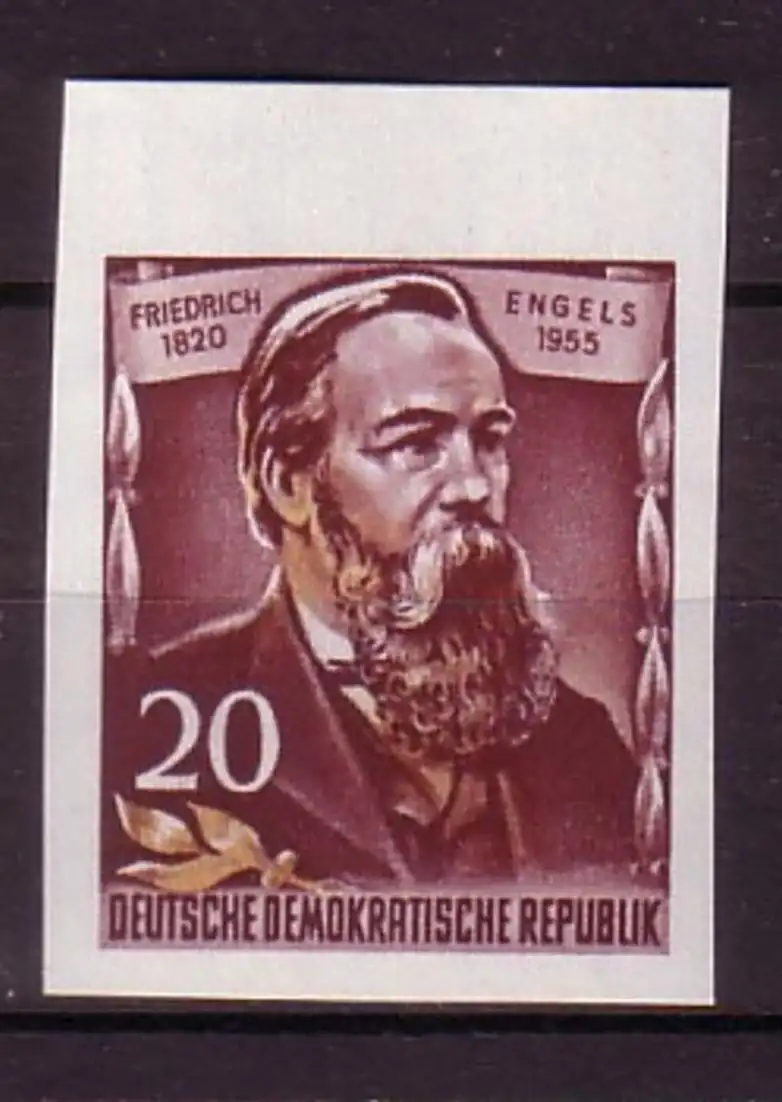 FRIEDRICH
1820
ENGELS
1955
20
DEUTSCHE DEMOKRATISCHE REPUBLIK